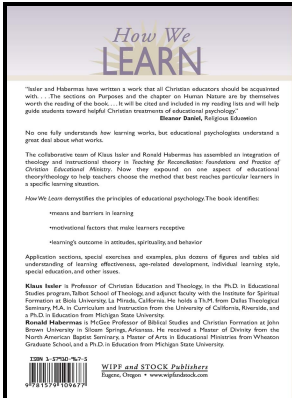 How We
LEARN
"Issler and Habermas have written a work that all Christian educators should be acquainted
with. . . .The sections on Purposes and the chapter on Human Nature are by themselves
worth the reading of the book. . . . It will be cited and included in my reading lists and will help
guide students toward helpful Christian treatments of educational psychology."
Eleanor Daniel, Religious Education
No one fully understands how learning works, but educational psychologists understand a
great deal about what works.
The collaborative team of Klaus Issler and Ronald Habermas has assembled an integration of
theology and instructional theory in Teaching for Reconciliation: Foundations and Practice of
Christian Educational Ministry. Now they expound on one aspect of educational
theory/theology to help teachers choose the method that best reaches particular learners in
a specific learning situation.
How We Learn demystifies the principles of educational psychology. The book identifies:
•means and barriers in learning
•motivational factors that make learners receptive
•learning's outcome in attitudes, spirituality, and behavior
Application sections, special exercises and examples, plus dozens of figures and tables aid
understanding of learning effectiveness, age-related development, individual learning style,
special education, and other issues.
Klaus Issler is Professor of Christian Education and Theology, in the Ph.D. in Educational
Studies program, Talbot School of Theology, and adjunct faculty with the Institute for Spiritual
Formation at Biola University, La Mirada, California. He holds a Th.M. from Dallas Theological
Seminary, M.A. in Curriculum and Instruction from the University of California, Riverside, and
a Ph.D. in Education from Michigan State University.
Ronald Habermas is McGee Professor of Biblical Studies and Christian Formation at John
Brown University in Siloam Springs, Arkansas. He received a Master of Divinity from the
North American Baptist Seminary, a Master of Arts in Educational Ministries from Wheaton
Graduate School, and a Ph.D. in Education from Michigan State University.
ISBN 1-57910-967-5
9 781579 109677
WIPF and STOCK Publishers
Eugene, Oregon • www.wipfandstock.com